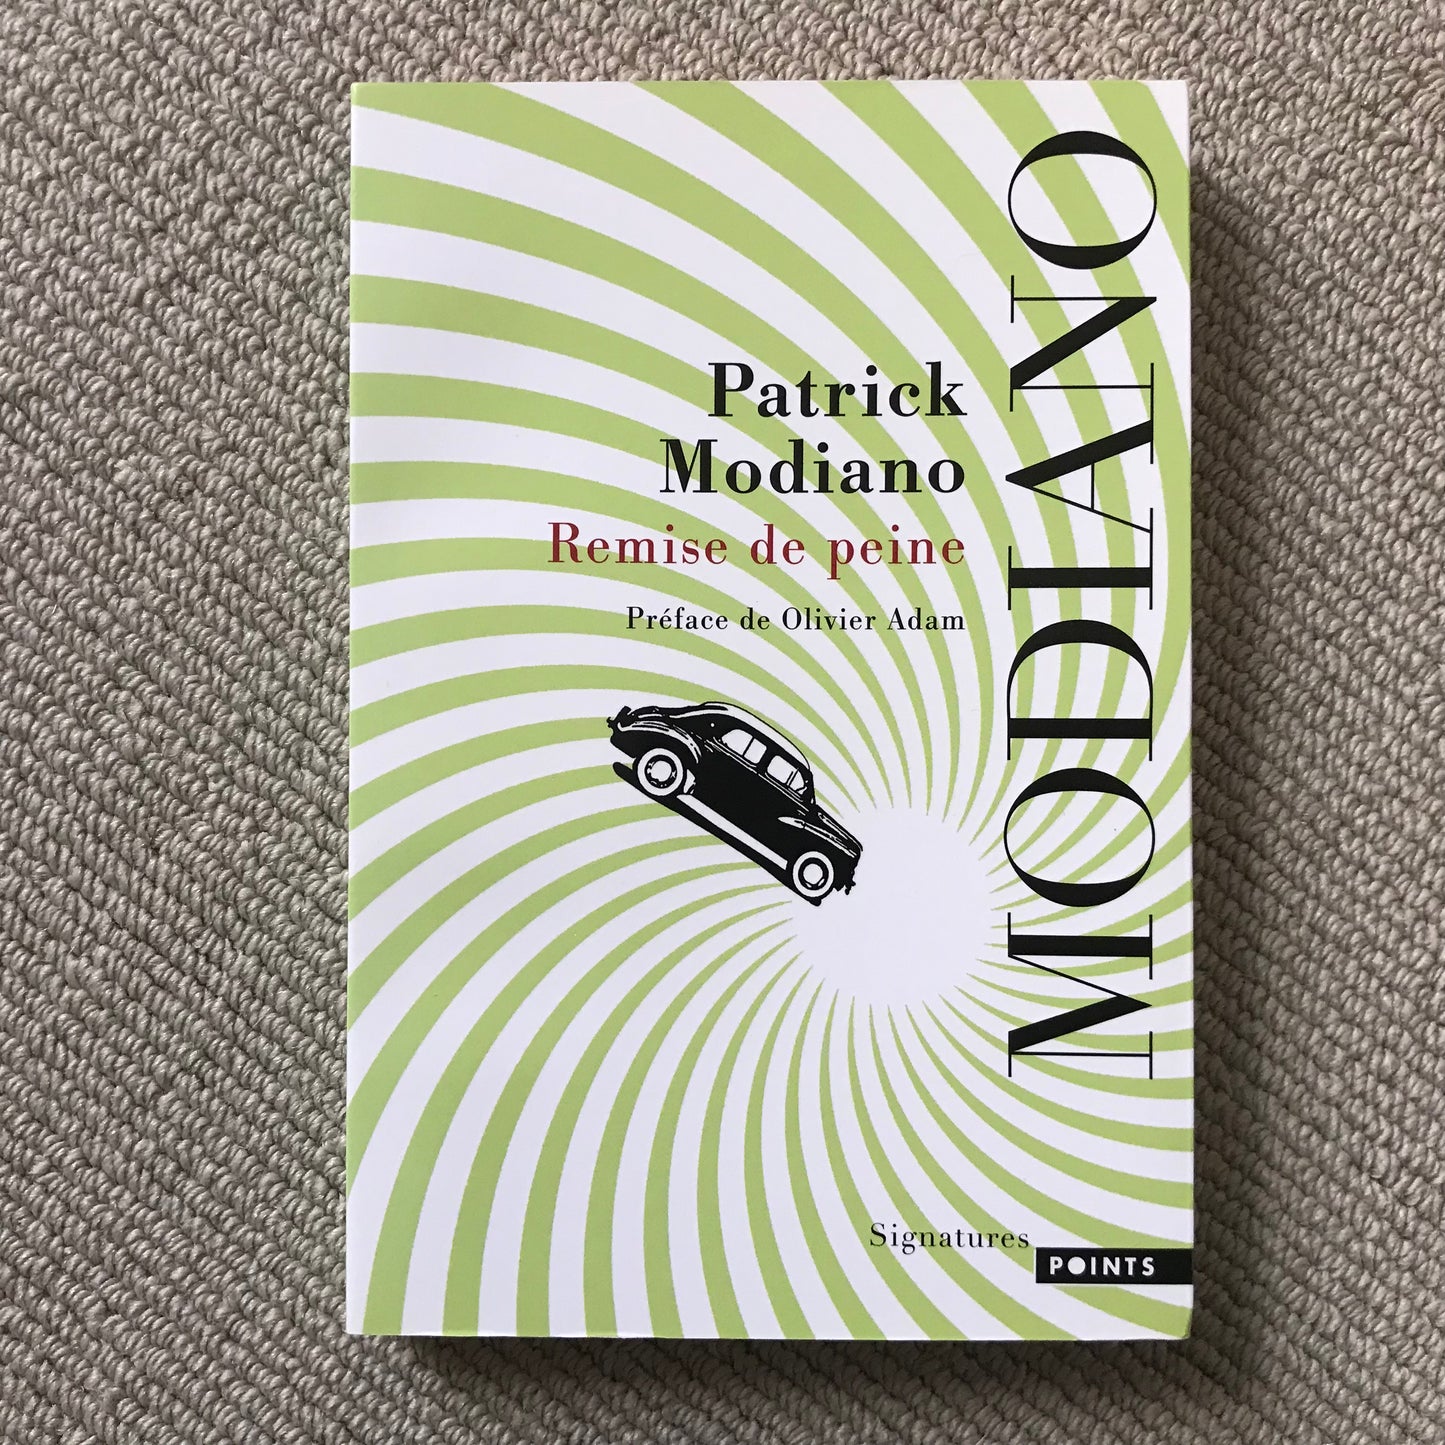 Patrick
Modiano
Remise de peine
Préface de Olivier Adam
MODIANO
Signatures
POINTS